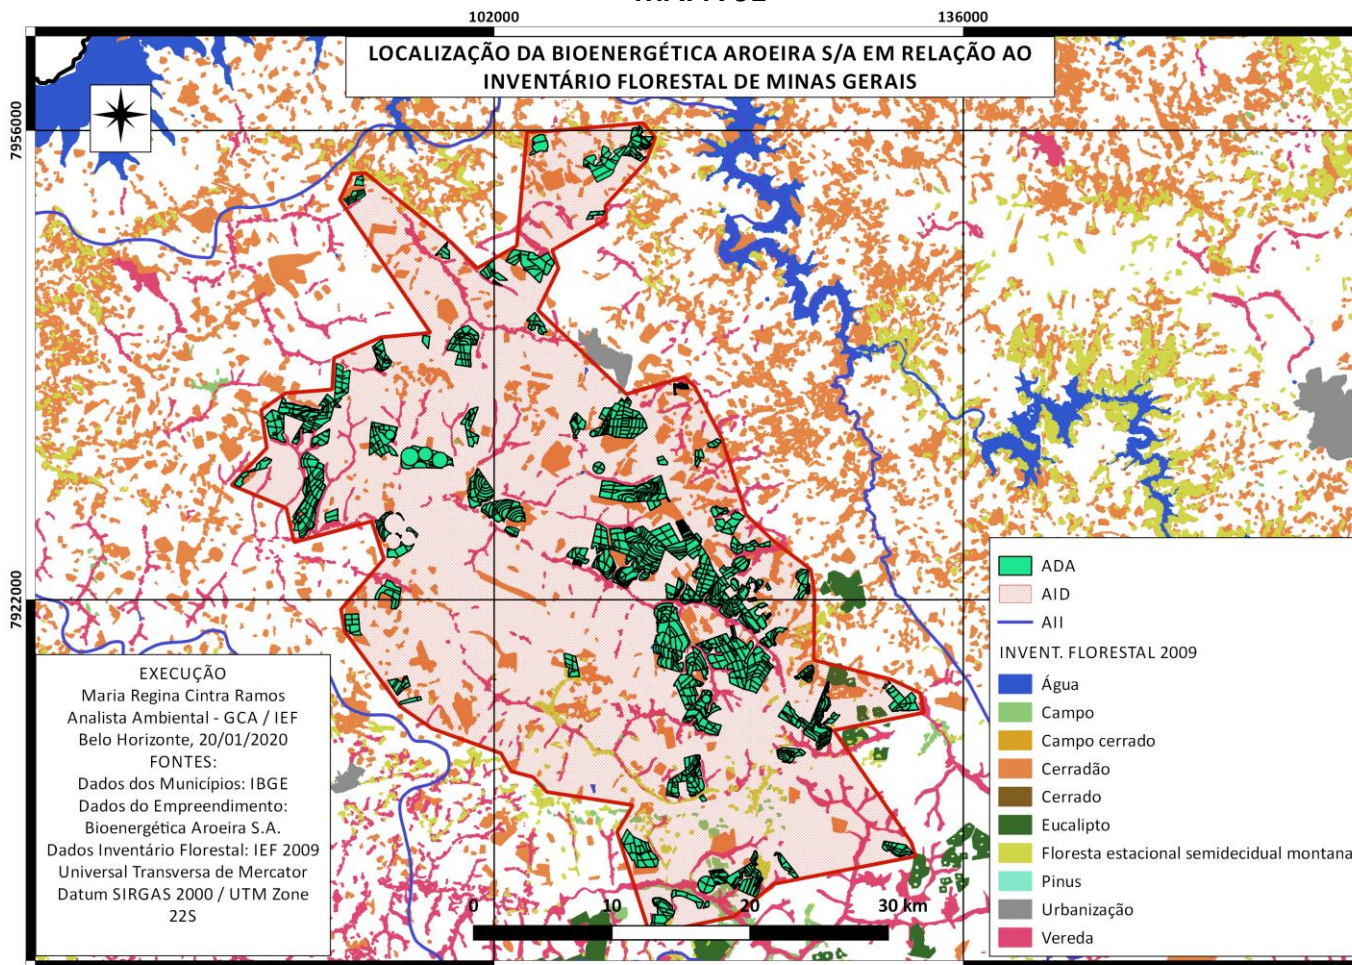 102000
136000
LOCALIZAÇÃO DA BIOENERGÉTICA AROEIRA S/A EM RELAÇÃO AO
INVENTÁRIO FLORESTAL DE MINAS GERAIS
7956000
7922000
ADA
AID
AII
INVENT. FLORESTAL 2009
Água
Campo
Campo cerrado
Cerradão
Cerrado
Eucalipto
Floresta estacional semidecidual montana
Pinus
Urbanização
Vereda
EXECUÇÃO
Maria Regina Cintra Ramos
Analista Ambiental - GCA / IEF
Belo Horizonte, 20/01/2020
FONTES:
Dados dos Municípios: IBGE
Dados do Empreendimento:
Bioenergética Aroeira S.A.
Dados Inventário Florestal: IEF 2009
Universal Transversa de Mercator
Datum SIRGAS 2000 / UTM Zone
22S
0 10 20 30 km